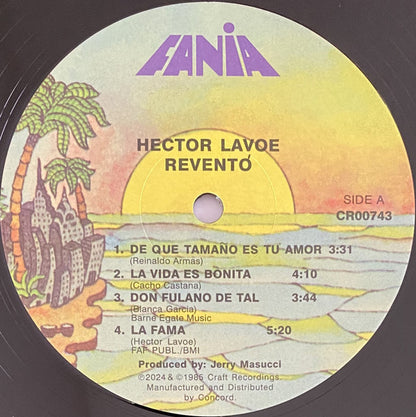 FANIA
HECTOR LAVOE
REVENTÓ
SIDE A
CR00743
1. DE QUE TAMAÑO ES TU AMOR 3:31
(Reinaldo Armas)
2. LA VIDA ES BONITA 4:10
(Cacho Castana)
3. DON FULANO DE TAL 3:44
(Blanca Garcia)
Barne Egate Music
4. LA FAMA 5:20
(Hector Lavoe)
FAF PUBL./BMI
Produced by: Jerry Masucci
℗2024 & ©1985 Craft Recordings.
Manufactured and Distributed
by Concord.